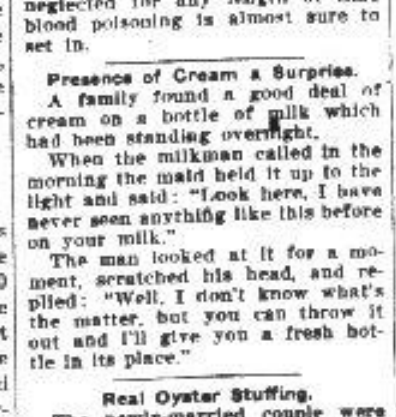 neglected for any length of time
blood poisoning is almost sure to
set in.
Presence of Cream a Surprise.
A family found a good deal of
cream on a bottle of milk which
had been standing overnight.
When the milkman called in the
morning the maid held it up to the
light and said: "Look here, I have
never seen anything like this before
on your milk."
The man looked at it for a mo-
ment, scratched his head, and re-
plied: "Well, I don't know what's
the matter, but you can throw it
out and I'll give you a fresh bot-
tle in its place."
Real Oyster Stuffing.
The newly-married couple were